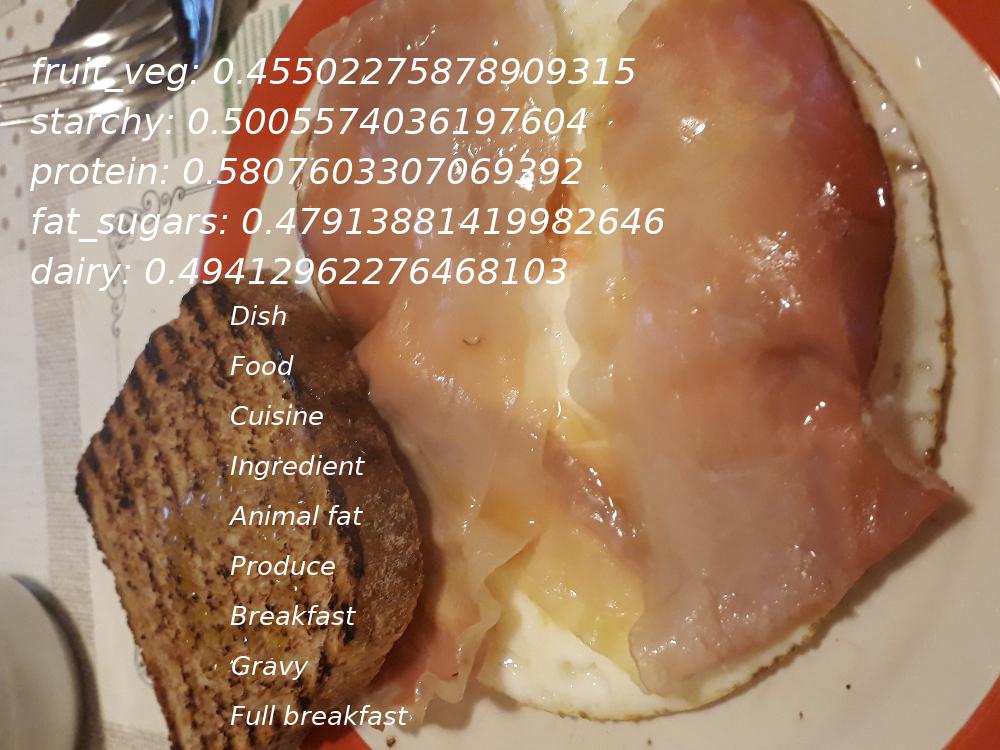 fruit_veg: 0.45502275878909315
starchy: 0.5005574036197604
protein: 0.5807603307069392
fat_sugars: 0.47913881419982646
dairy: 0.49412962276468103
Dish
Food
Cuisine
Ingredient
Animal fat
Produce
Breakfast
Gravy
Full breakfast